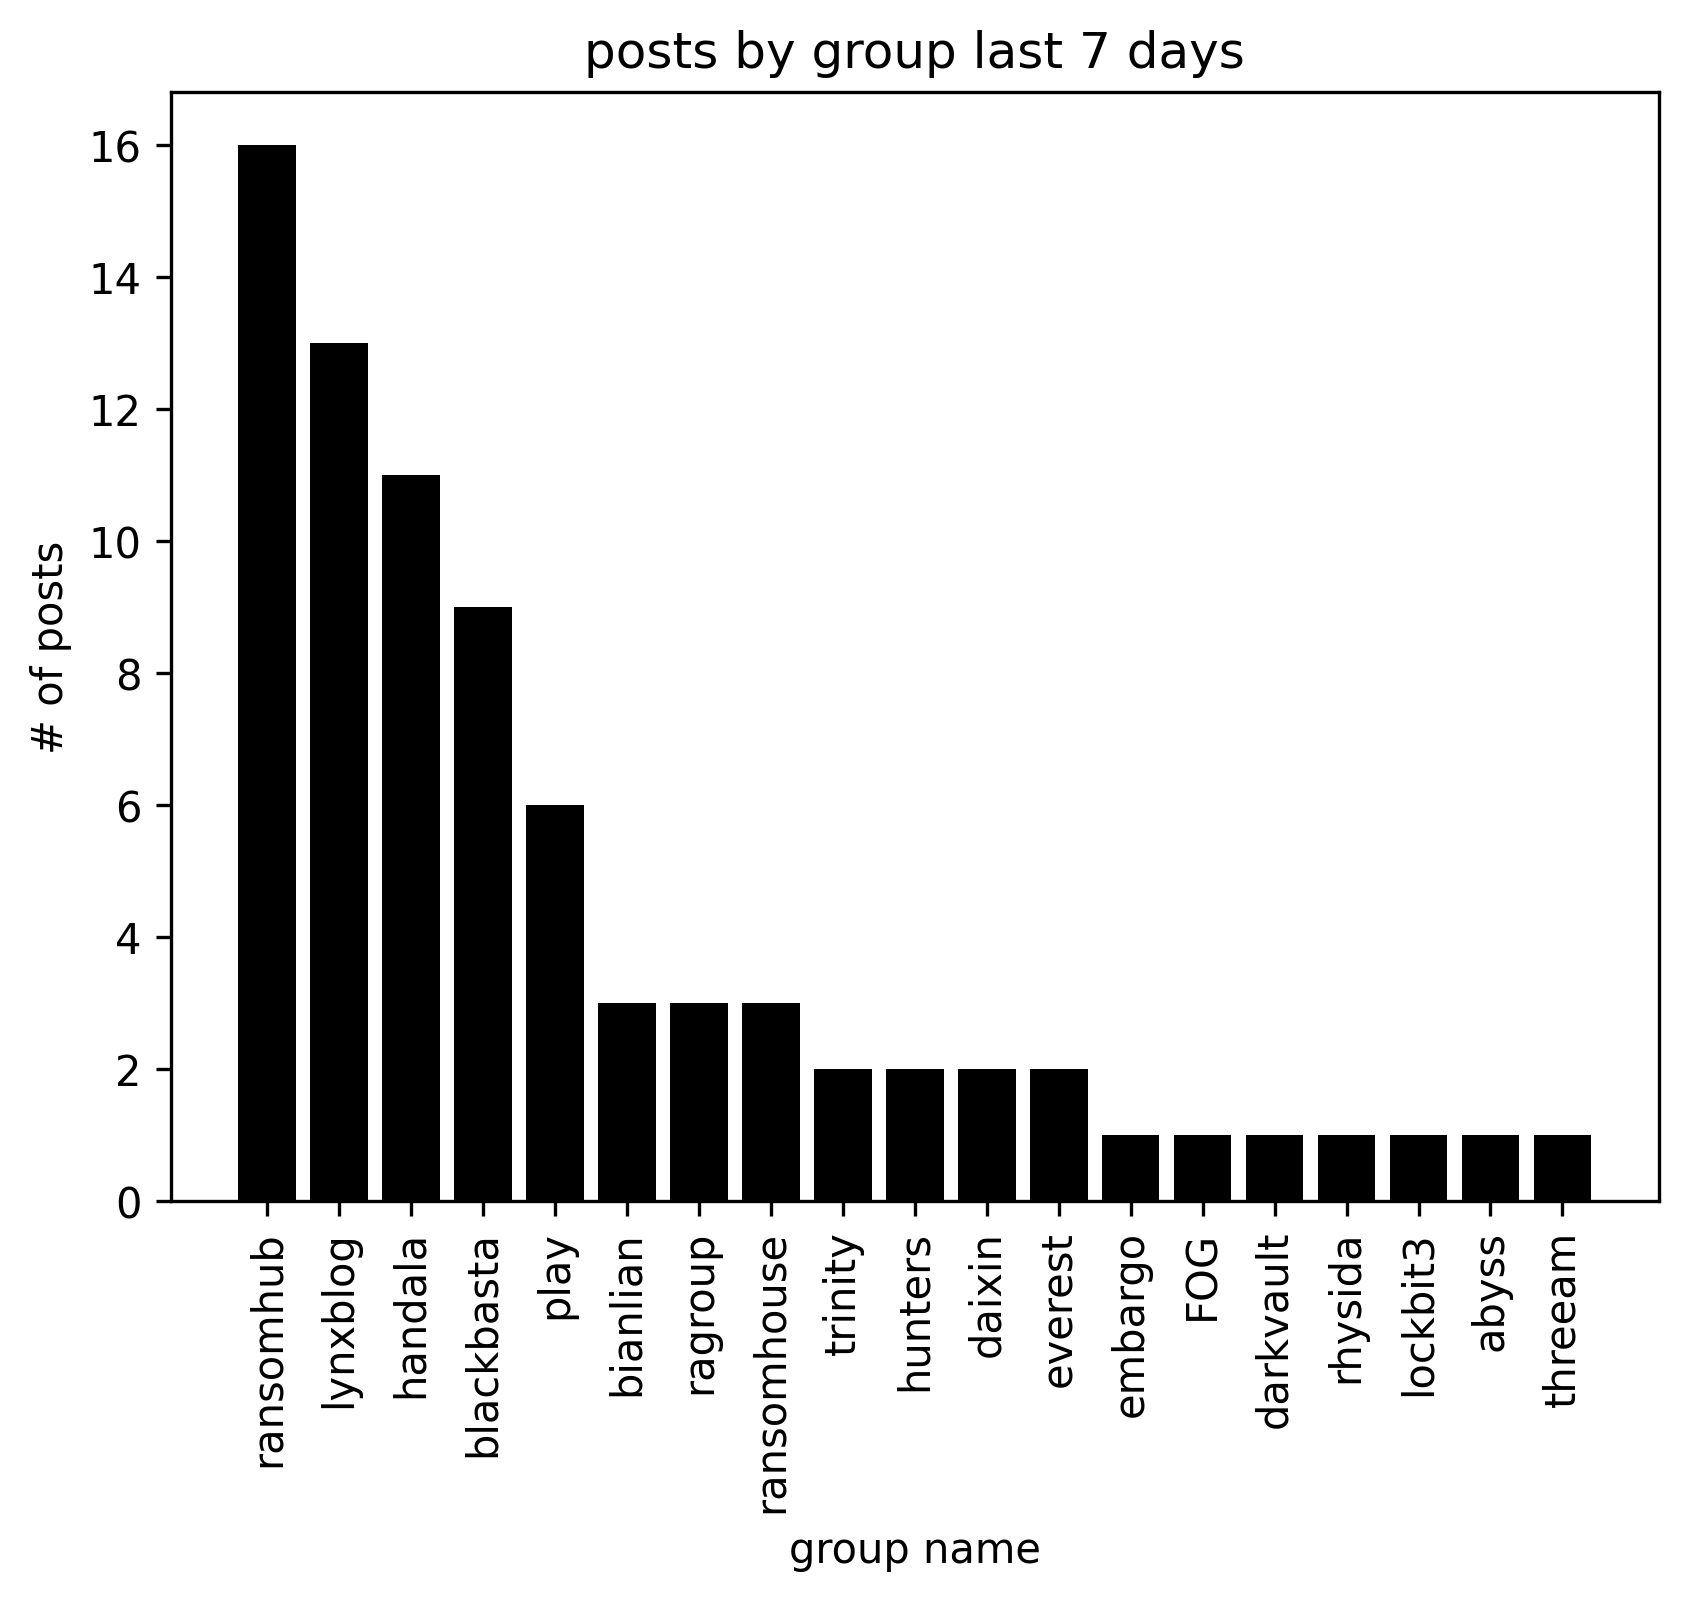 posts by group last 7 days
16
14
12
10
8
6
4
2
0
# of posts
ransomhub
lynxblog
handala
blackbasta
play
bianlian
ragroup
ransomhouse
trinity
hunters
daixin
everest
embargo
FOG
darkvault
rhysida
lockbit3
abyss
threeam
group name